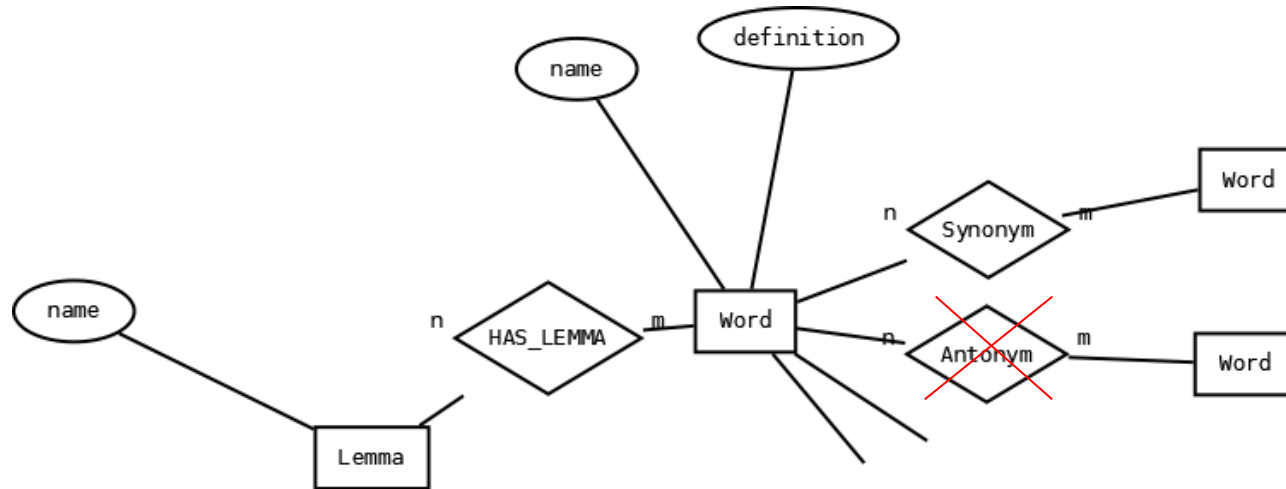 definition
name
Word
n
Synonym
m
name
n
HAS_LEMMA
m
Word
n
Antonym
m
Word
Lemma